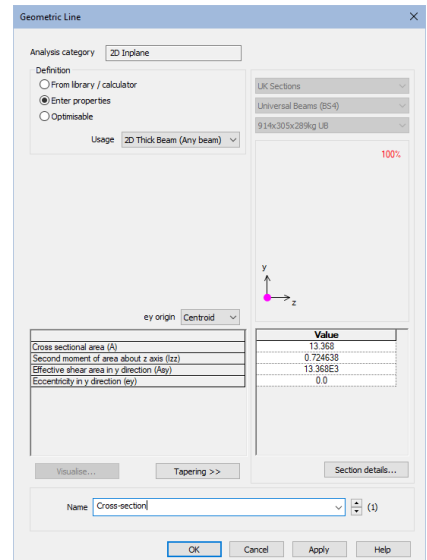 Geometric Line
Analysis category 2D Inplane
Definition
From library / calculator
Enter properties
Optimisable
Usage 2D Thick Beam (Any beam)
UK Sections
Universal Beams (BS4)
914x305x289kg UB
100%
y
z
ey origin Centroid
Value
Cross sectional area (A) 13.368
Second moment of area about z axis (Izz) 0.724638
Effective shear area in y direction (Asy) 13.368E3
Eccentricity in y direction (ey) 0.0
Visualise... Tapering >> Section details...
Name Cross-section (1)
OK Cancel Apply Help